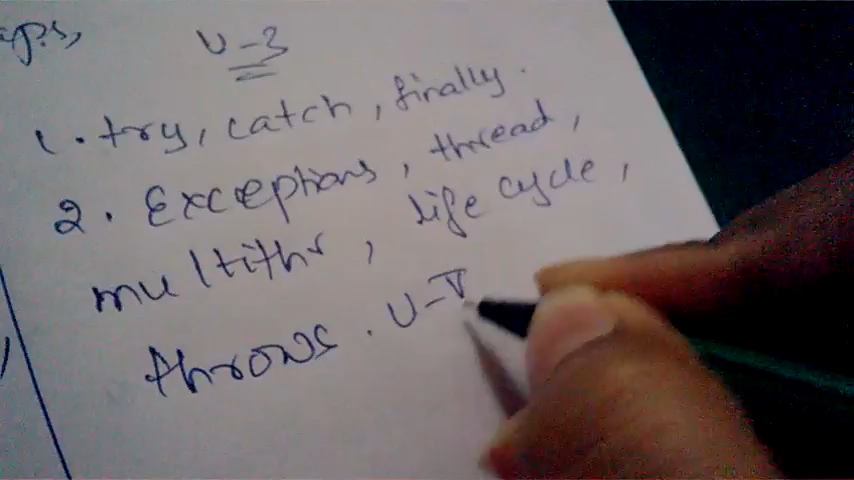 U-3
1. try, catch, finally.
2. Exceptions, thread,
multithr, life cycle,
throws. U-V